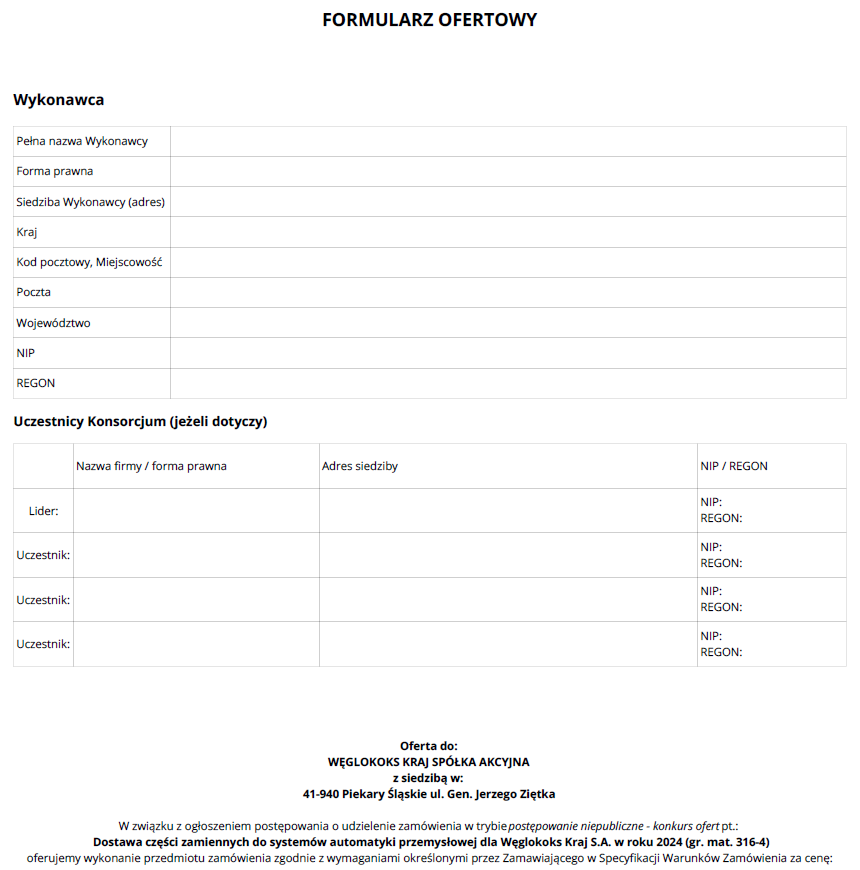 FORMULARZ OFERTOWY
Wykonawca
Pełna nazwa Wykonawcy
Forma prawna
Siedziba Wykonawcy (adres)
Kraj
Kod pocztowy, Miejscowość
Poczta
Województwo
NIP
REGON
Uczestnicy Konsorcjum (jeżeli dotyczy)
Nazwa firmy / forma prawna Adres siedziby NIP / REGON
Lider: NIP:
REGON:
Uczestnik: NIP:
REGON:
Uczestnik: NIP:
REGON:
Uczestnik: NIP:
REGON:
Oferta do:
WĘGLOKOKS KRAJ SPÓŁKA AKCYJNA
z siedzibą w:
41-940 Piekary Śląskie ul. Gen. Jerzego Ziętka
W związku z ogłoszeniem postępowania o udzielenie zamówienia w trybie postępowanie niepubliczne - konkurs ofert pt.:
Dostawa części zamiennych do systemów automatyki przemysłowej dla Węglokoks Kraj S.A. w roku 2024 (gr. mat. 316-4)
oferujemy wykonanie przedmiotu zamówienia zgodnie z wymaganiami określonymi przez Zamawiającego w Specyfikacji Warunków Zamówienia za cenę: